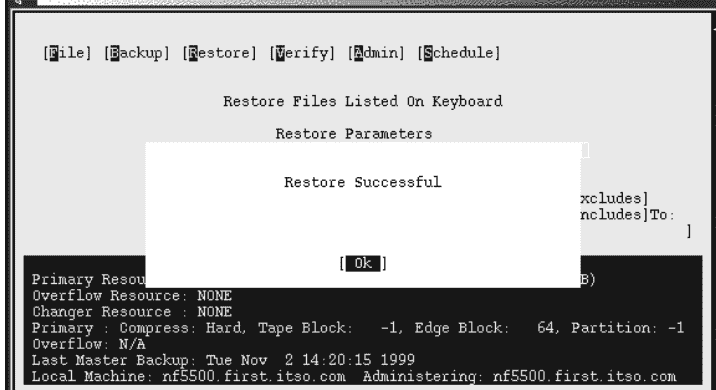 [File] [Backup] [Restore] [Verify] [Admin] [Schedule]
Restore Files Listed On Keyboard
Restore Parameters
Restore Successful
xcludes]
ncludes]To:
]
[ Ok ]
Primary Resou B)
Overflow Resource: NONE
Changer Resource : NONE
Primary : Compress: Hard, Tape Block: -1, Edge Block: 64, Partition: -1
Overflow: N/A
Last Master Backup: Tue Nov 2 14:20:15 1999
Local Machine: nf5500.first.itso.com Administering: nf5500.first.itso.com